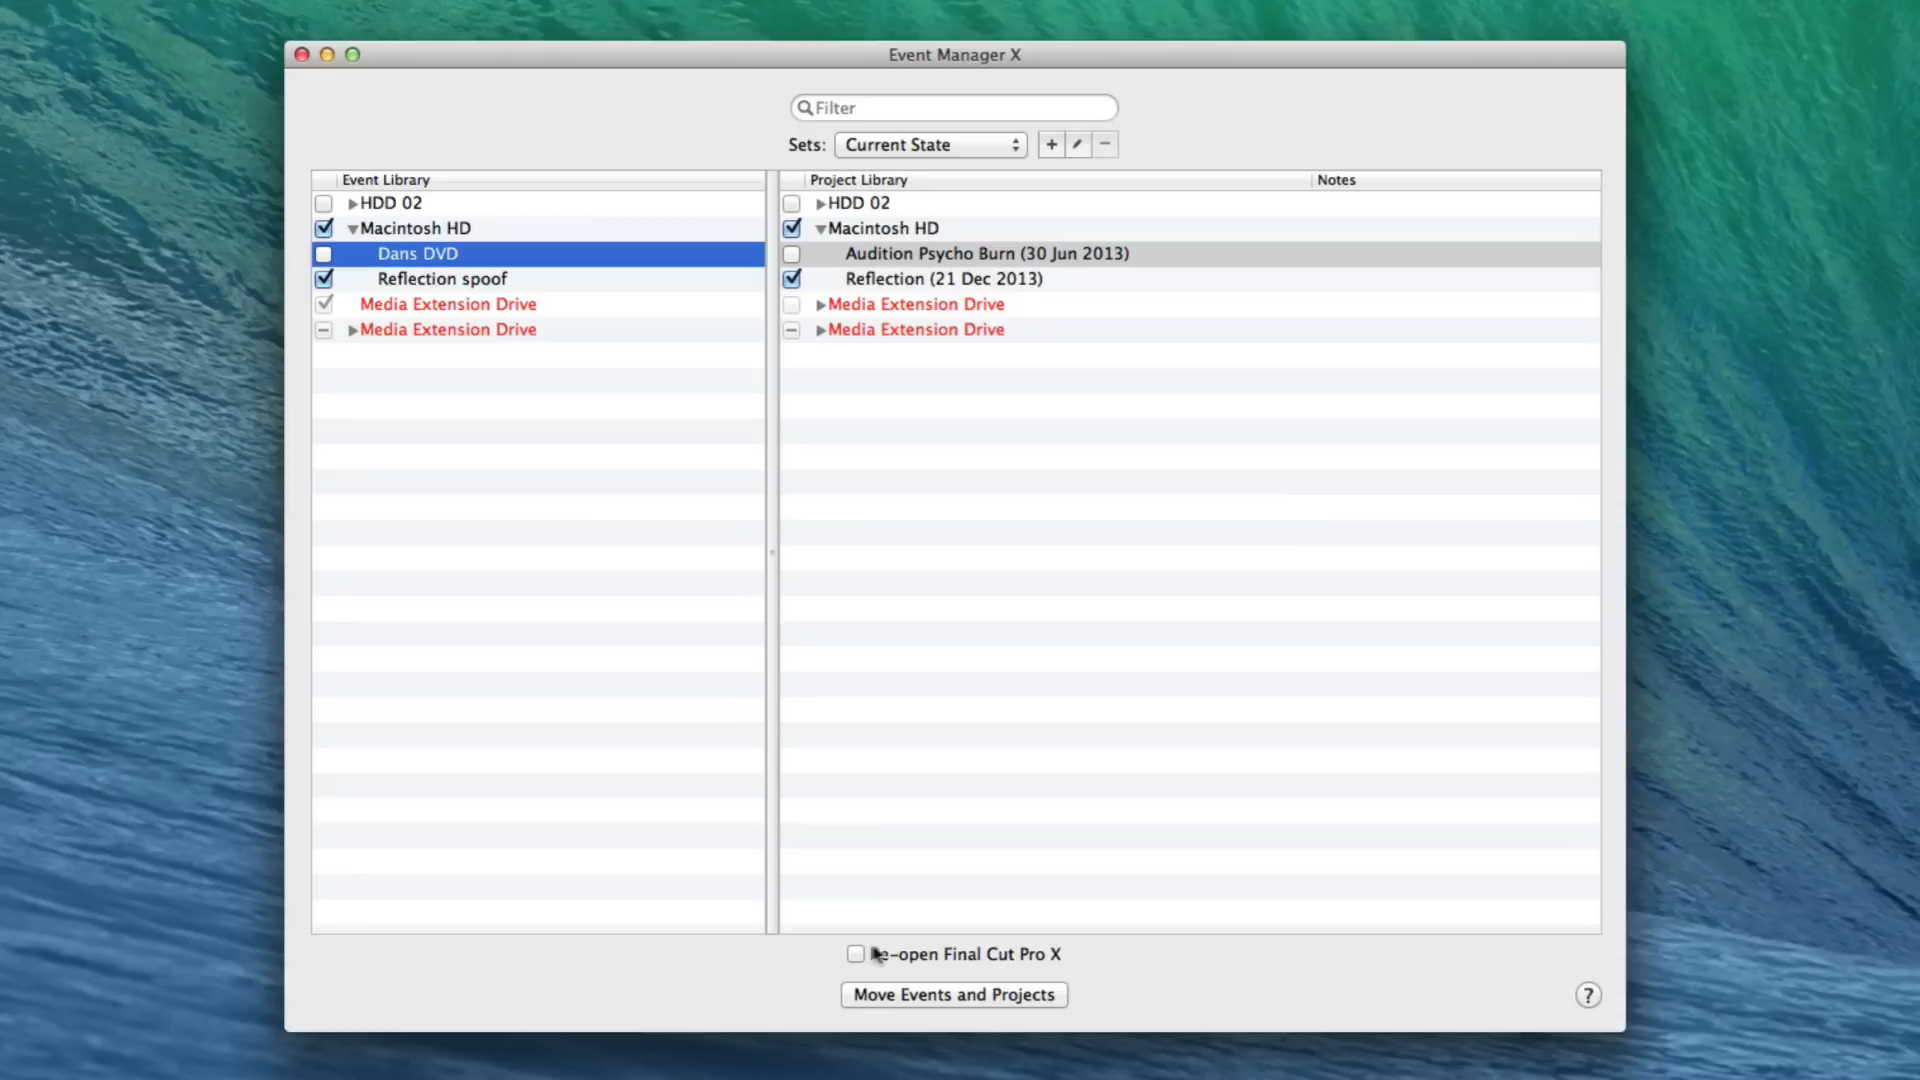 Event Manager X
Filter
Sets: Current State + -
Event Library
HDD 02
Macintosh HD
Dans DVD
Reflection spoof
Media Extension Drive
Media Extension Drive
Project Library Notes
HDD 02
Macintosh HD
Audition Psycho Burn (30 Jun 2013)
Reflection (21 Dec 2013)
Media Extension Drive
Media Extension Drive
e-open Final Cut Pro X
Move Events and Projects
?